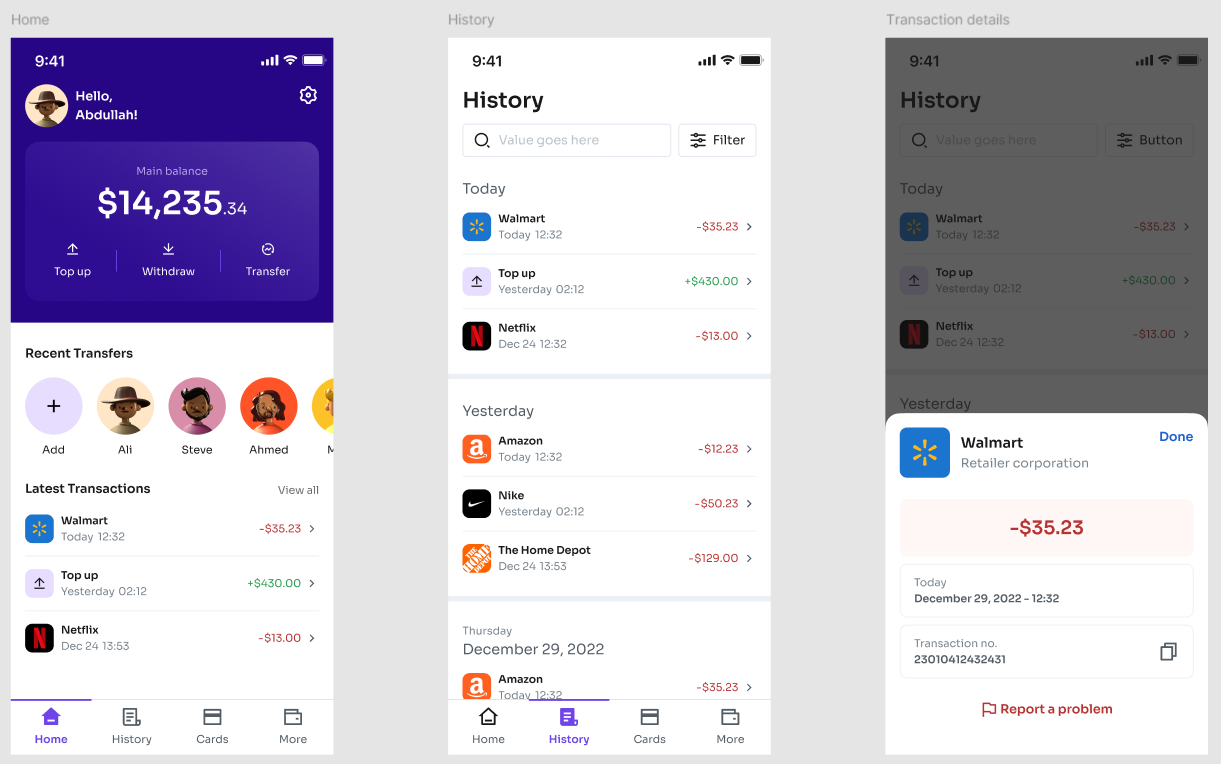 Home
9:41
Hello,
Abdullah!
Main balance
$14,235.34
Top up
Withdraw
Transfer
Recent Transfers
Add
Ali
Steve
Ahmed
Latest Transactions
View all
Walmart
-$35.23
Today 12:32
Top up
+$430.00
Yesterday 02:12
Netflix
-$13.00
Dec 24 13:53
Home
History
Cards
More
History
9:41
History
Value goes here
Filter
Today
Walmart
-$35.23
Today 12:32
Top up
+$430.00
Yesterday 02:12
Netflix
-$13.00
Dec 24 12:32
Yesterday
Amazon
-$12.23
Today 12:32
Nike
-$50.23
Yesterday 02:12
THE HOME DEPOT
The Home Depot
-$129.00
Dec 24 13:53
Thursday
December 29, 2022
Amazon
-$35.23
Today 12:32
Home
History
Cards
More
Transaction details
9:41
History
Value goes here
Button
Today
Walmart
-$35.23
Today 12:32
Top up
+$430.00
Yesterday 02:12
Netflix
-$13.00
Dec 24 12:32
Yesterday
Walmart
Done
Retailer corporation
-$35.23
Today
December 29, 2022 - 12:32
Transaction no.
23010412432431
Report a problem